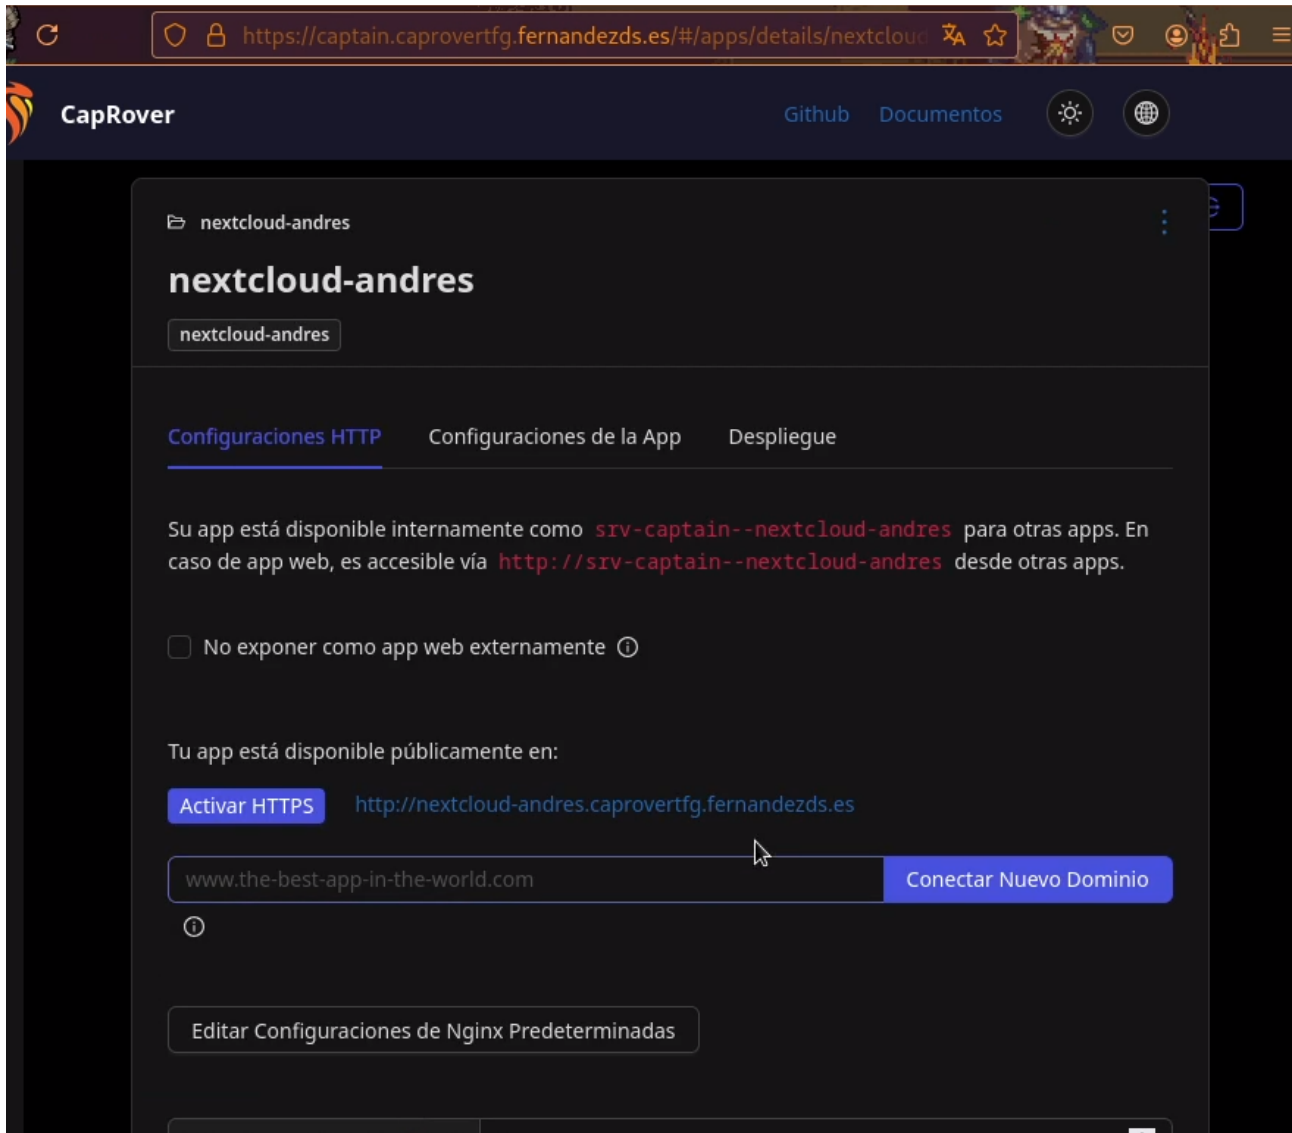 https://captain.caprovertfg.fernandezds.es/#/apps/details/nextcloud
CapRover
Github Documentos
nextcloud-andres
nextcloud-andres
nextcloud-andres
Configuraciones HTTP Configuraciones de la App Despliegue
Su app está disponible internamente como srv-captain--nextcloud-andres para otras apps. En
caso de app web, es accesible vía http://srv-captain--nextcloud-andres desde otras apps.
No exponer como app web externamente
Tu app está disponible públicamente en:
Activar HTTPS http://nextcloud-andres.caprovertfg.fernandezds.es
www.the-best-app-in-the-world.com Conectar Nuevo Dominio
Editar Configuraciones de Nginx Predeterminadas